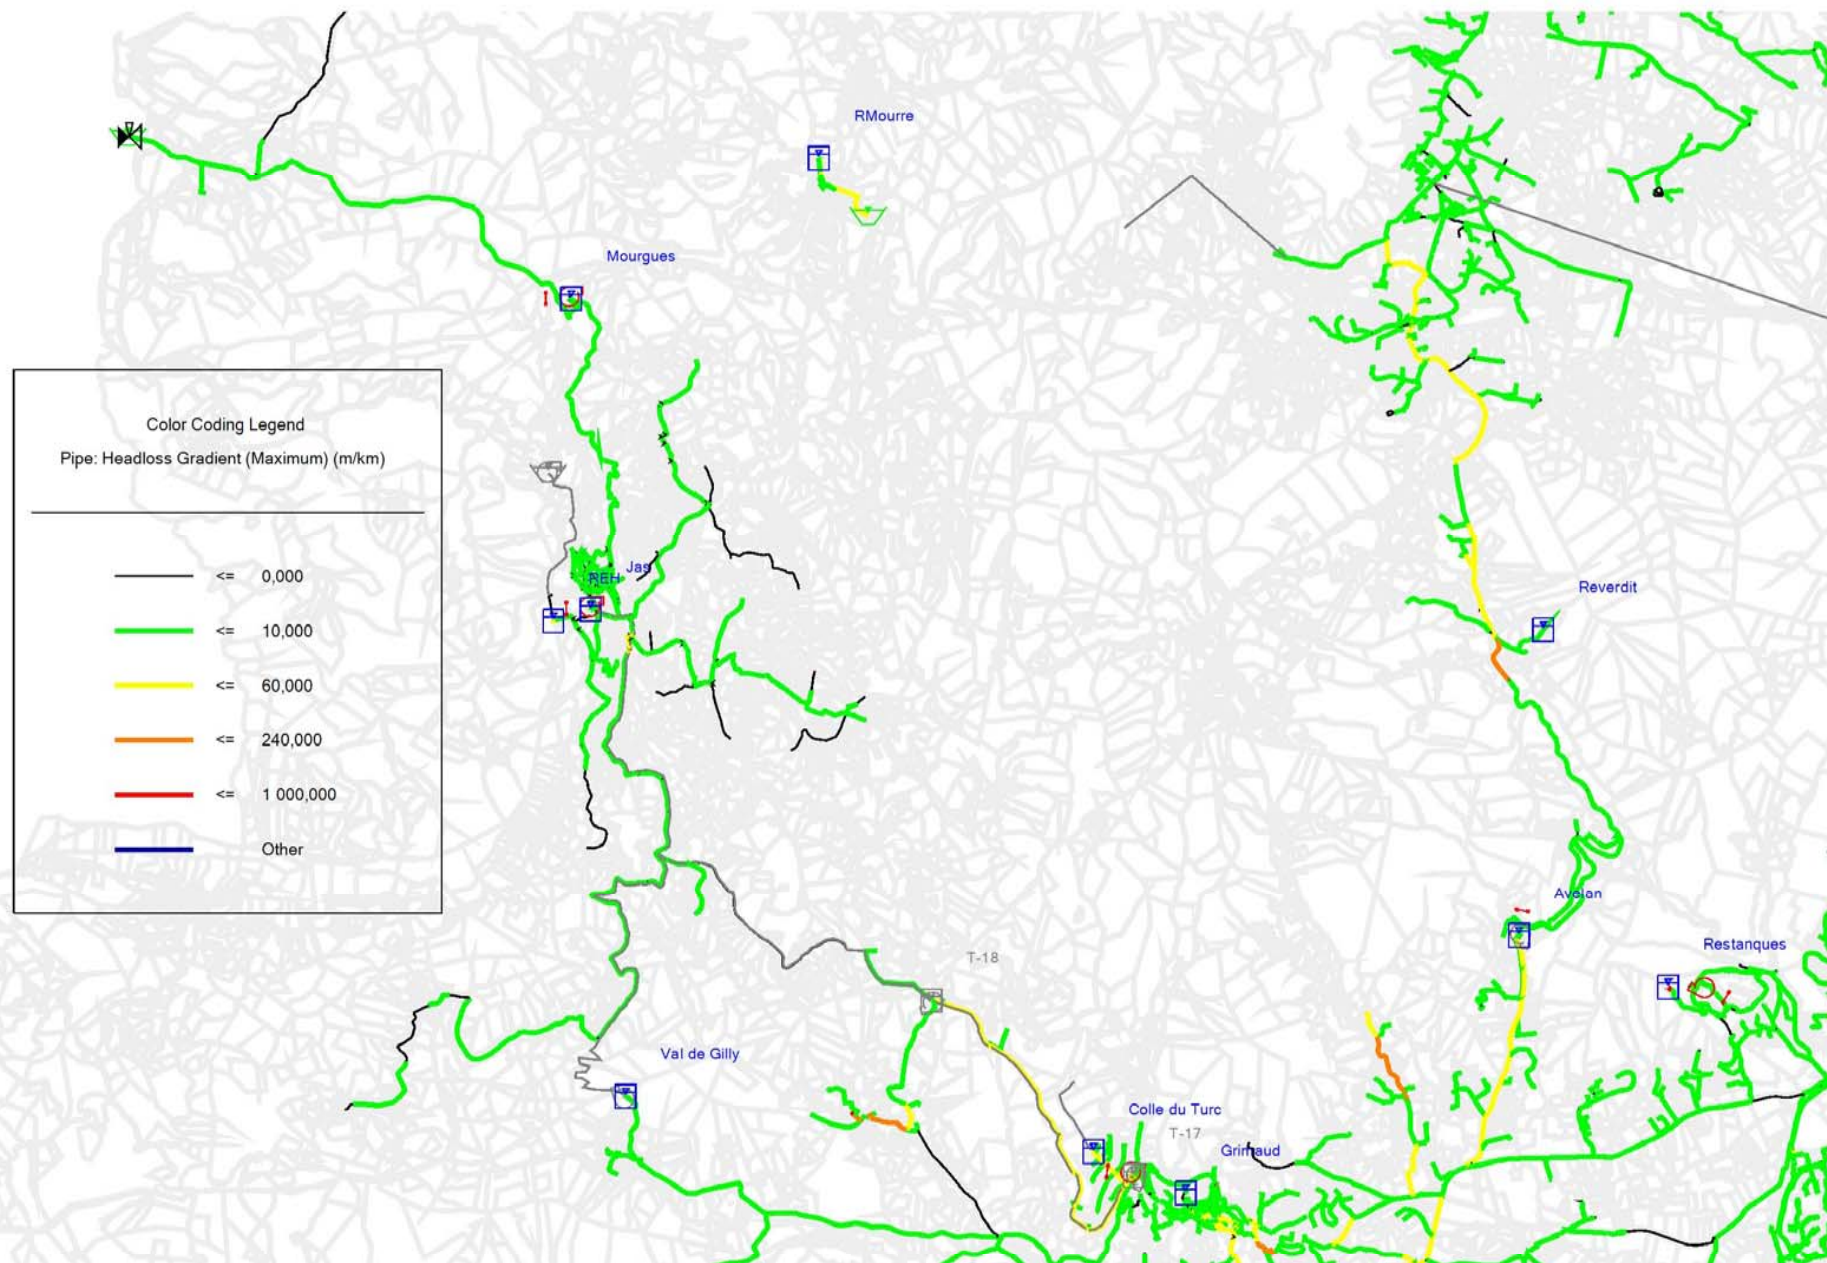 RMourre
Mourgues
Color Coding Legend
Pipe: Headloss Gradient (Maximum) (m/km)
<= 0,000
<= 10,000
<= 60,000
<= 240,000
<= 1 000,000
Other
Jas
REH
Reverdit
Avelan
Restanques
T-18
Val de Gilly
Colle du Turc
T-17
Grimaud